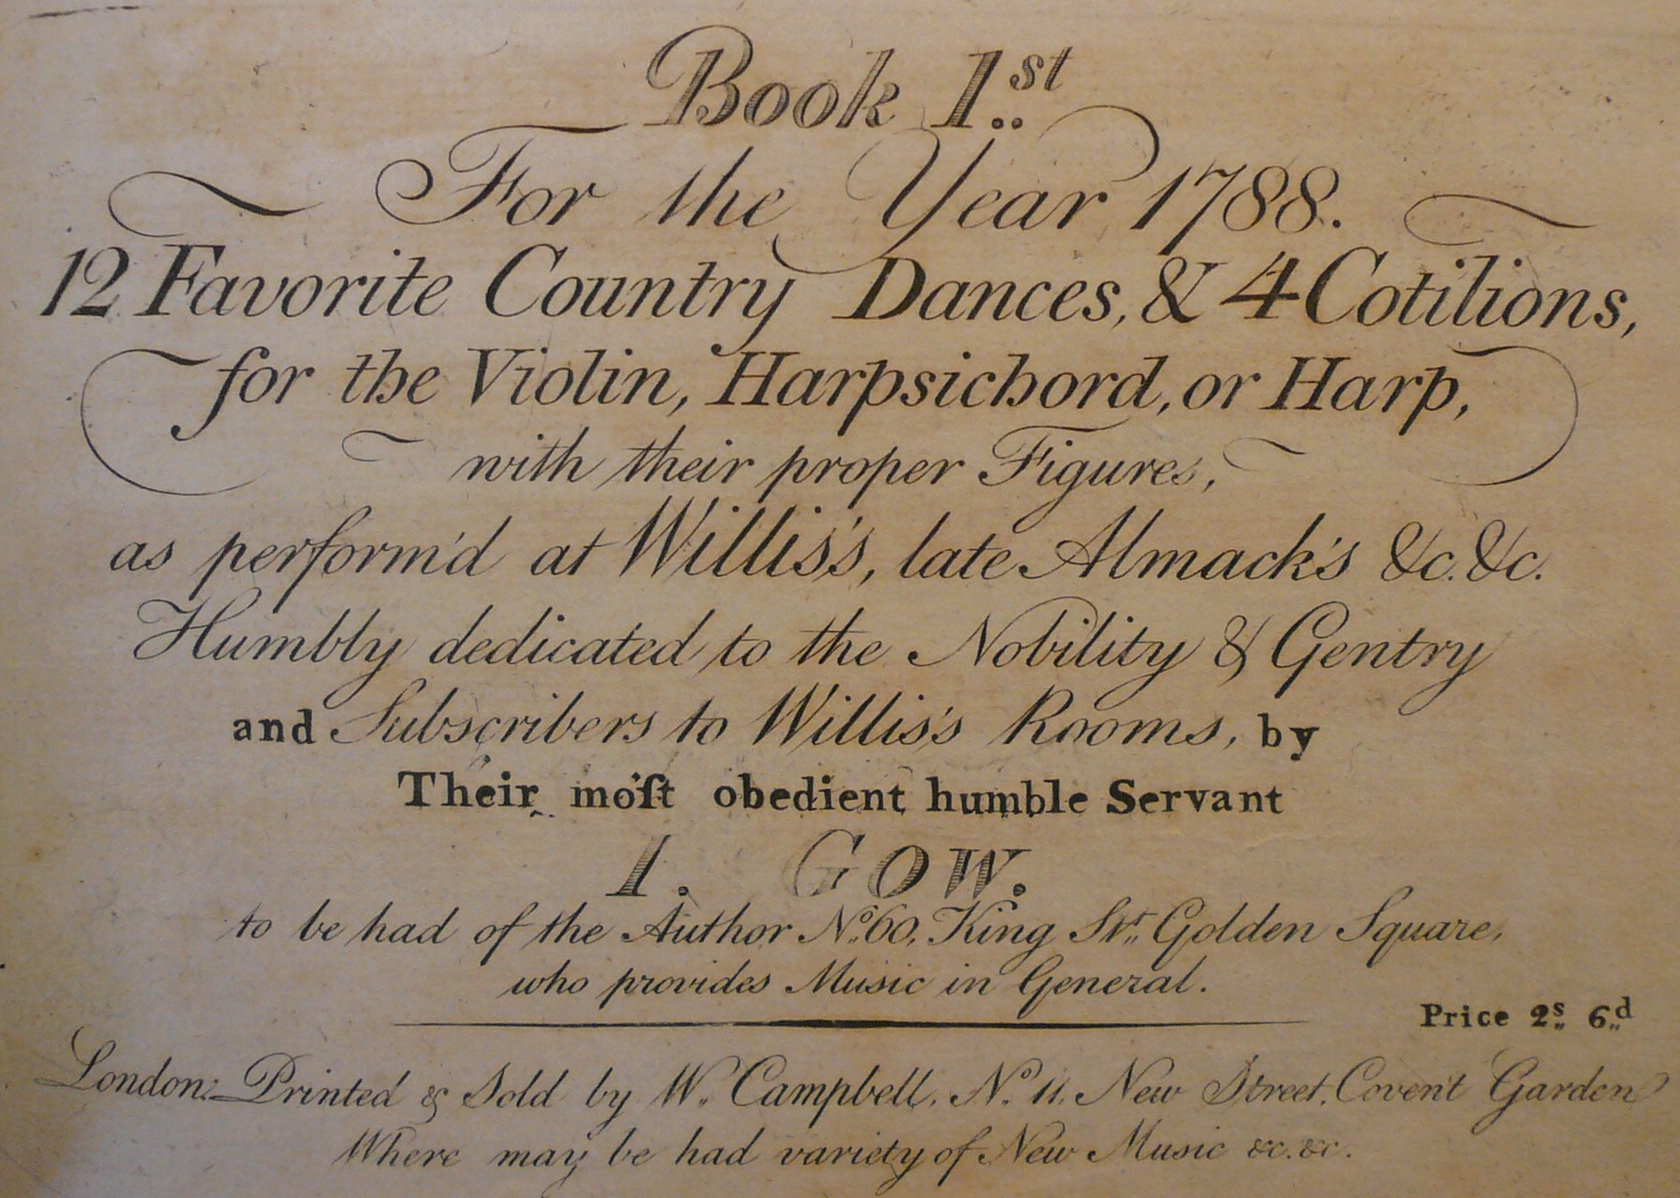 Book 1st
For the Year 1788.
12 Favorite Country Dances, & 4 Cotilions,
for the Violin, Harpsichord, or Harp,
with their proper Figures,
as perform'd at Willis's, late Almack's &c. &c.
Humbly dedicated to the Nobility & Gentry
and Subscribers to Willis's Rooms, by
Their moſt obedient humble Servant
I. GOW.
to be had of the Author No. 60, King Str. Golden Square,
who provides Music in General.
Price 2s. 6d.
London: Printed & Sold by W. Campbell, No. 11, New Street, Covent Garden
Where may be had variety of New Music &c. &c.